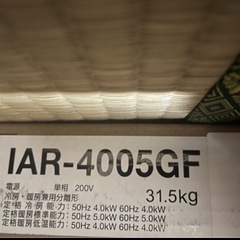 IAR-4005GF
電源 単相 200V
冷房・暖房兼用分離形 31.5kg
定格冷房能力: 50Hz 4.0kW 60Hz 4.0kW
定格暖房標準能力: 50Hz 5.0kW 60Hz 5.0kW
定格暖房低温能力: 50Hz 4.0kW 60Hz 4.0kW